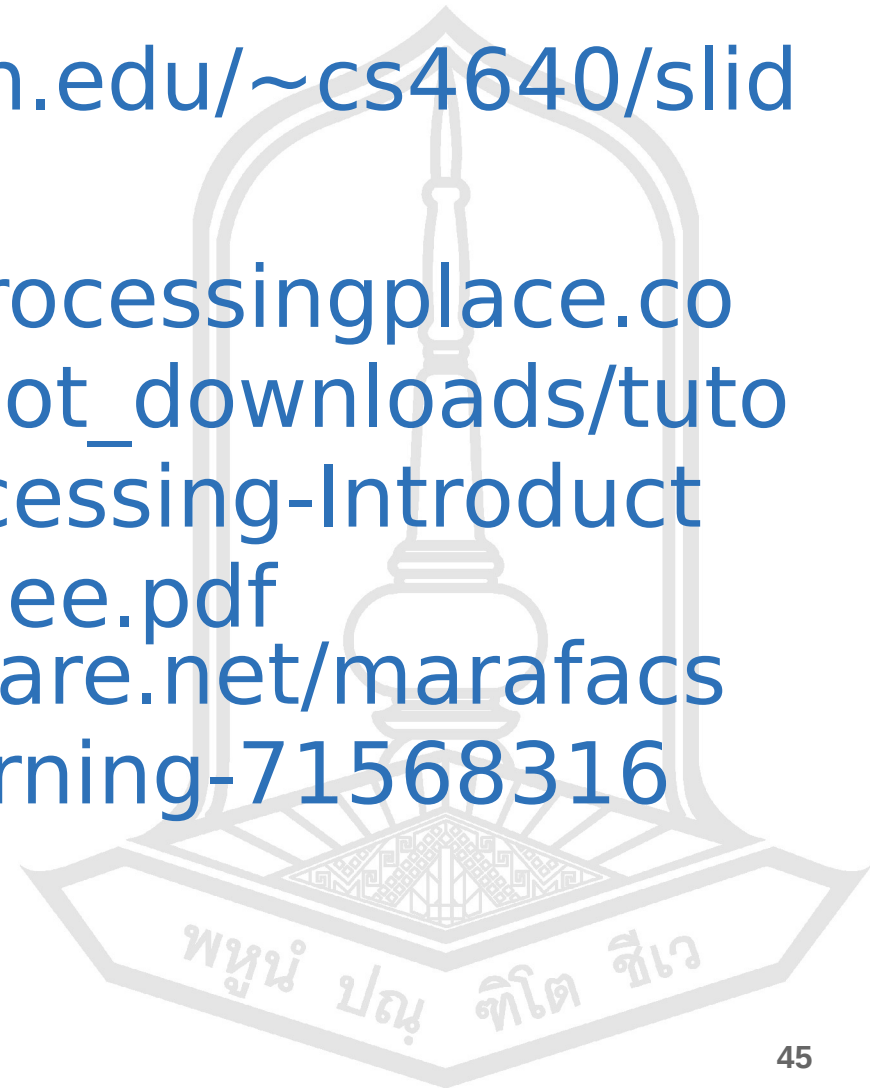 n.edu/~cs4640/slid
rocessingplace.co
ot_downloads/tuto
cessing-Introduct
ee.pdf
are.net/marafacs
rning-71568316
พหูนํ ปณฺฑิโต ชีเว
45